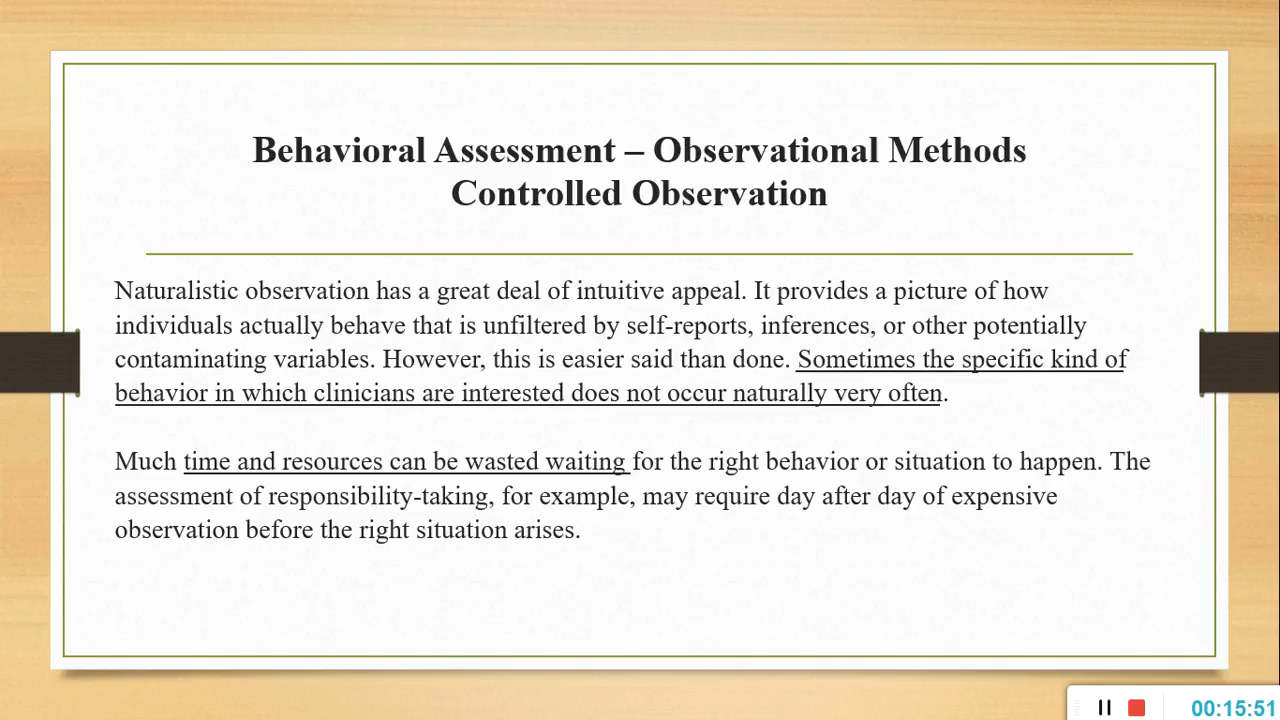 Behavioral Assessment – Observational Methods
Controlled Observation
Naturalistic observation has a great deal of intuitive appeal. It provides a picture of how
individuals actually behave that is unfiltered by self-reports, inferences, or other potentially
contaminating variables. However, this is easier said than done. Sometimes the specific kind of
behavior in which clinicians are interested does not occur naturally very often.
Much time and resources can be wasted waiting for the right behavior or situation to happen. The
assessment of responsibility-taking, for example, may require day after day of expensive
observation before the right situation arises.
00:15:51